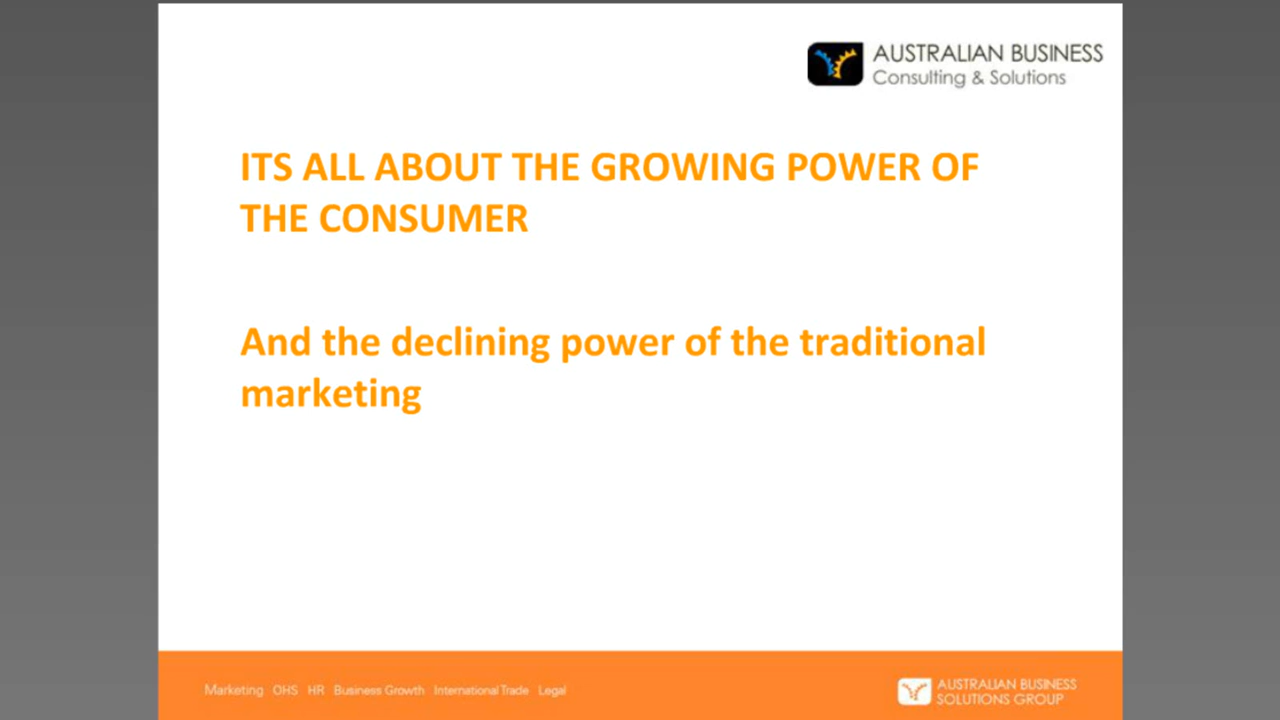 AUSTRALIAN BUSINESS
Consulting & Solutions
ITS ALL ABOUT THE GROWING POWER OF
THE CONSUMER
And the declining power of the traditional
marketing
Marketing OHS HR Business Growth International Trade Legal
AUSTRALIAN BUSINESS
SOLUTIONS GROUP